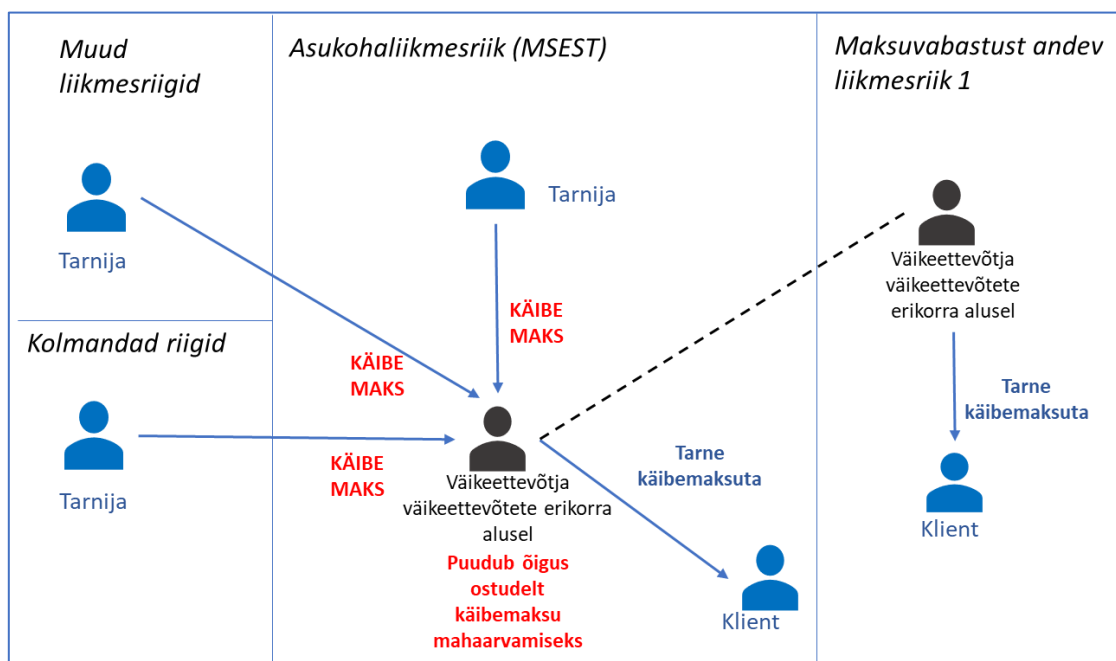 Muud
liikmesriigid
Tarnija
Kolmandad riigid
Tarnija
Asukohaliikmesriik (MSEST)
Tarnija
KÄIBE
MAKS
KÄIBE
MAKS
KÄIBE
MAKS
Väikeettevõtja
väikeettevõtete erikorra
alusel
Puudub õigus
ostudelt
käibemaksu
mahaarvamiseks
Tarne
käibemaksuta
Klient
Maksuvabastust andev
liikmesriik 1
Väikeettevõtja
väikeettevõtete
erikorra alusel
Tarne
käibemaksuta
Klient